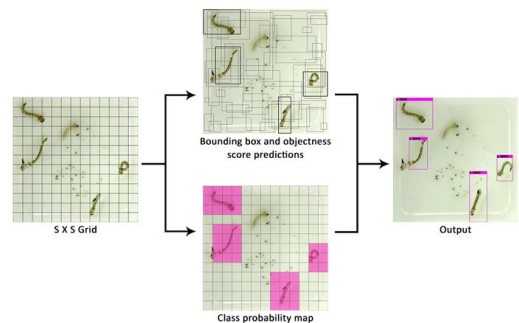 S X S Grid
Bounding box and objectness
score predictions
Class probability map
Output